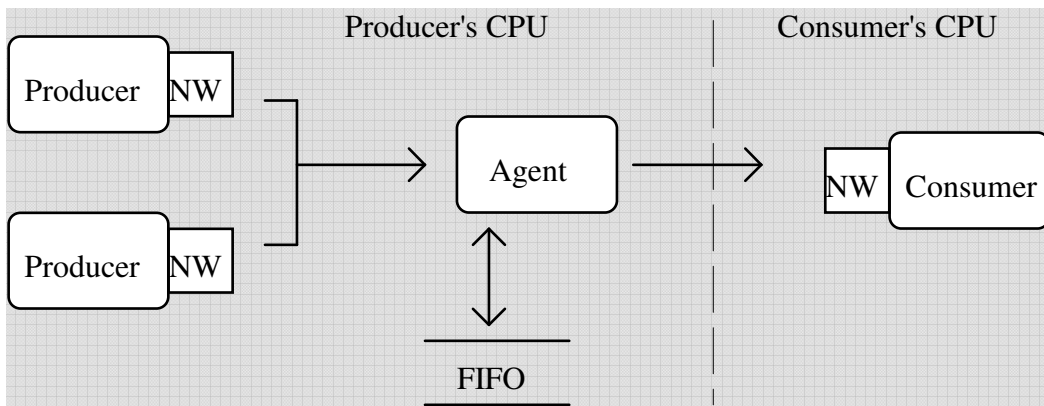 Producer's CPU
Consumer's CPU
Producer NW
Agent
NW Consumer
Producer NW
FIFO